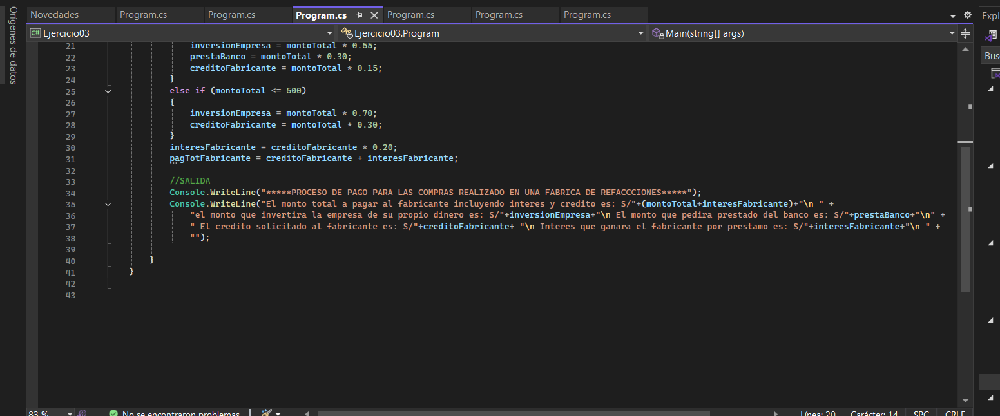 Orígenes de datos
Novedades Program.cs Program.cs Program.cs Program.cs Program.cs Program.cs
Expl
C# Ejercicio03 Ejercicio03.Program Main(string[] args)
Bus
21 inversionEmpresa = montoTotal * 0.55;
22 prestaBanco = montoTotal * 0.30;
23 creditoFabricante = montoTotal * 0.15;
24 }
25 else if (montoTotal <= 500)
26 {
27 inversionEmpresa = montoTotal * 0.70;
28 creditoFabricante = montoTotal * 0.30;
29 }
30 interesFabricante = creditoFabricante * 0.20;
31 pagTotFabricante = creditoFabricante + interesFabricante;
32
33 //SALIDA
34 Console.WriteLine("*****PROCESO DE PAGO PARA LAS COMPRAS REALIZADO EN UNA FABRICA DE REFACCCIONES*****");
35 Console.WriteLine("El monto total a pagar al fabricante incluyendo interes y credito es: S/"+(montoTotal+interesFabricante)+"\n " +
36 "el monto que invertira la empresa de su propio dinero es: S/"+inversionEmpresa+"\n El monto que pedira prestado del banco es: S/"+prestaBanco+"\n" +
37 " El credito solicitado al fabricante es: S/"+creditoFabricante+ "\n Interes que ganara el fabricante por prestamo es: S/"+interesFabricante+"\n " +
38 "");
39
40 }
41 }
42
43
83 % No se encontraron problemas Línea: 20 Carácter: 14 SPC CRLF